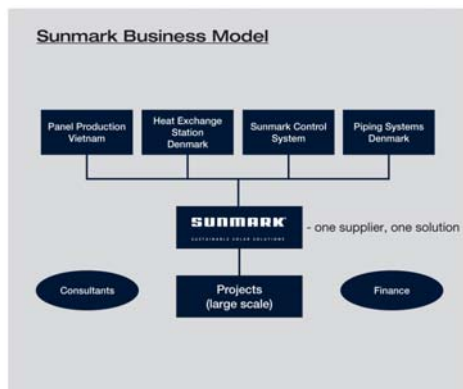 Sunmark Business Model
Panel Production
Vietnam
Heat Exchange
Station
Denmark
Sunmark Control
System
Piping Systems
Denmark
SUNMARK
SUSTAINABLE SOLAR SOLUTIONS
- one supplier, one solution
Consultants
Projects
(large scale)
Finance